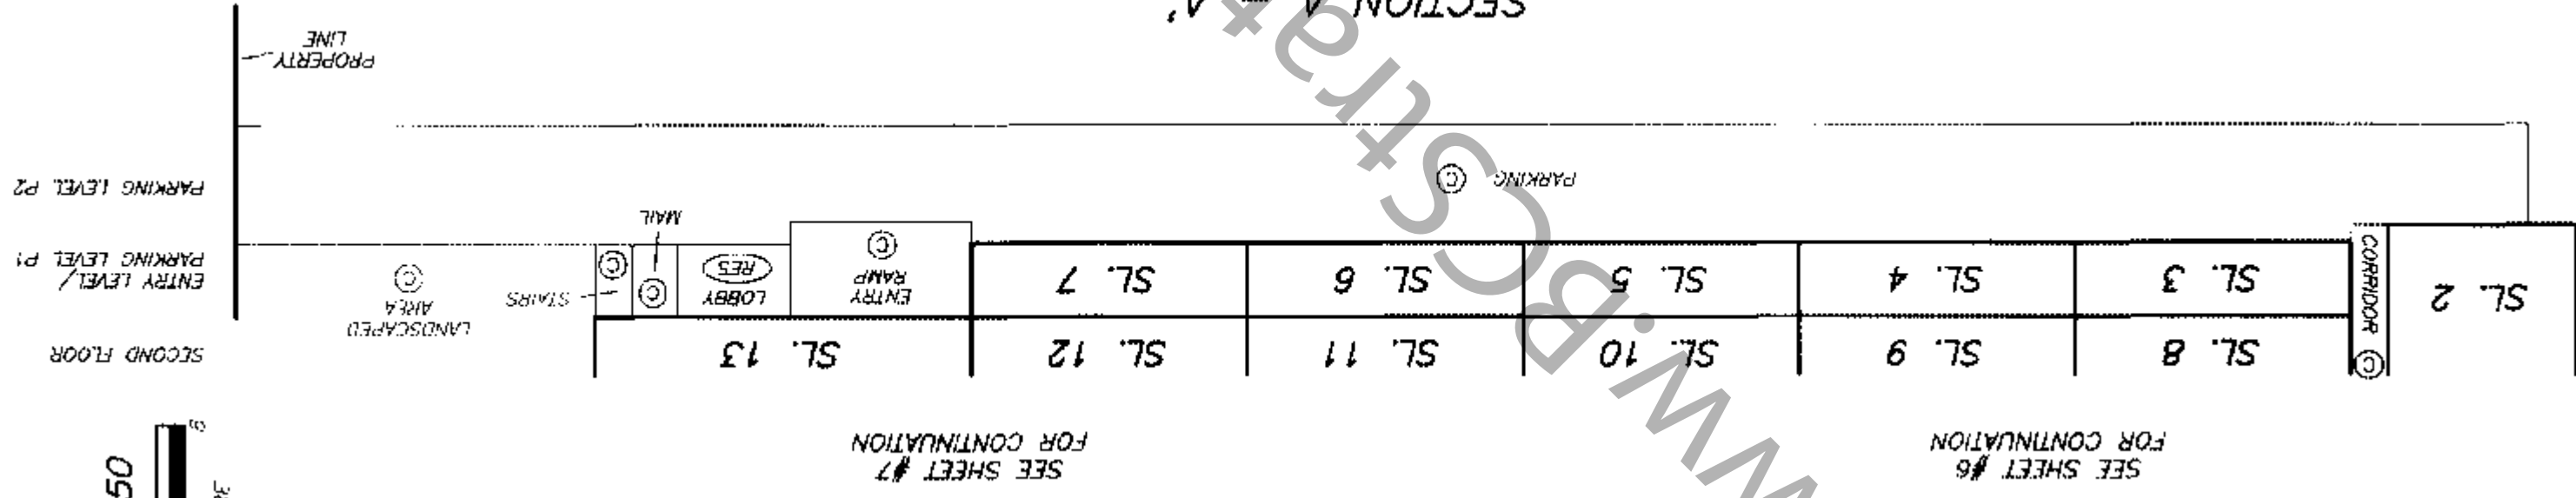 SEE SHEET #6
FOR CONTINUATION
SEE SHEET #7
FOR CONTINUATION
50
SL. 2
CORRIDOR
C
SL. 8
SL. 9
SL. 10
SL. 11
SL. 12
SL. 13
SECOND FLOOR
SL. 3
SL. 4
SL. 5
SL. 6
SL. 7
ENTRY
RAMP
C
LOBBY
RES
C
MAIL
C
STAIRS
LANDSCAPED
AREA
C
ENTRY LEVEL/
PARKING LEVEL P1
PARKING
C
PARKING LEVEL P2
PROPERTY
LINE
SECTION A
A'
w.BCStrat